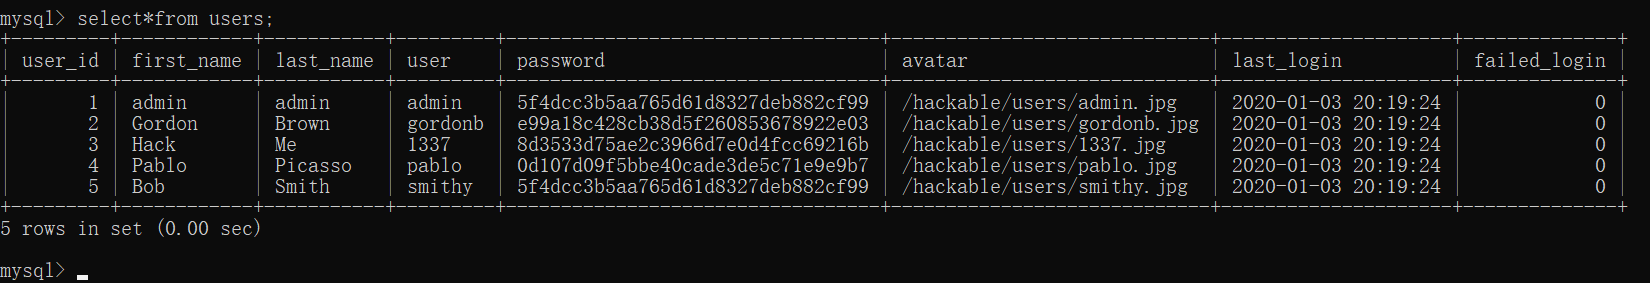 mysql> select*from users;
+---------+------------+-----------+---------+----------------------------------+-----------------------------+---------------------+--------------+
| user_id | first_name | last_name | user    | password                         | avatar                      | last_login          | failed_login |
+---------+------------+-----------+---------+----------------------------------+-----------------------------+---------------------+--------------+
|       1 | admin      | admin     | admin   | 5f4dcc3b5aa765d61d8327deb882cf99 | /hackable/users/admin.jpg   | 2020-01-03 20:19:24 |            0 |
|       2 | Gordon     | Brown     | gordonb | e99a18c428cb38d5f260853678922e03 | /hackable/users/gordonb.jpg | 2020-01-03 20:19:24 |            0 |
|       3 | Hack       | Me        | 1337    | 8d3533d75ae2c3966d7e0d4fcc69216b | /hackable/users/1337.jpg    | 2020-01-03 20:19:24 |            0 |
|       4 | Pablo      | Picasso   | pablo   | 0d107d09f5bbe40cade3de5c71e9e9b7 | /hackable/users/pablo.jpg   | 2020-01-03 20:19:24 |            0 |
|       5 | Bob        | Smith     | smithy  | 5f4dcc3b5aa765d61d8327deb882cf99 | /hackable/users/smithy.jpg  | 2020-01-03 20:19:24 |            0 |
+---------+------------+-----------+---------+----------------------------------+-----------------------------+---------------------+--------------+
5 rows in set (0.00 sec)
mysql>